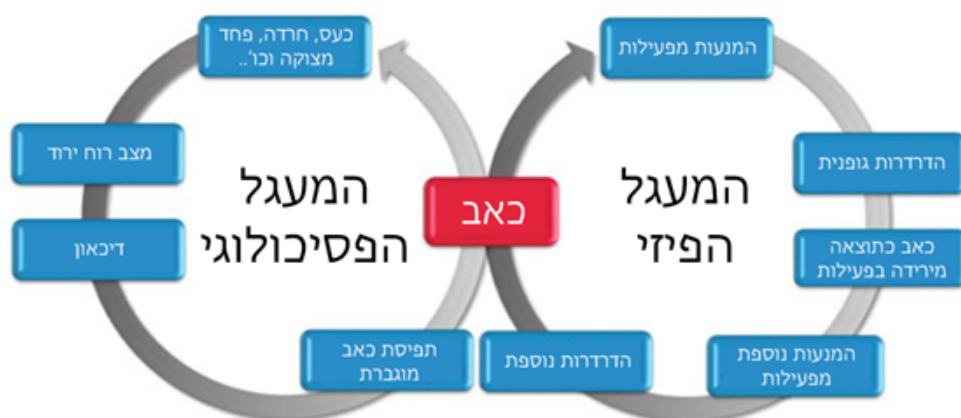 המנעות מפעילות
הדרדרות גופנית
כאב כתוצאה
מירידה בפעילות
המנעות נוספת
מפעילות
הדרדרות נוספת
המעגל
הפיזי
כאב
כעס, חרדה, פחד
מצוקה וכו'..
מצב רוח ירוד
דיכאון
תפיסת כאב
מוגברת
המעגל
הפסיכולוגי